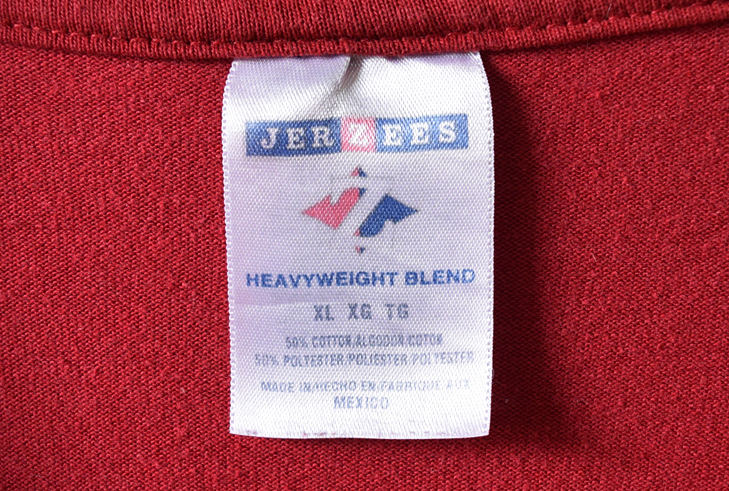 JERZEES
HEAVYWEIGHT BLEND
XL XG TG
50% COTTON/ALGODON/COTON
50% POLYESTER/POLIESTER/POLYESTER
MADE IN/HECHO EN/FABRIQUE AUX
MEXICO